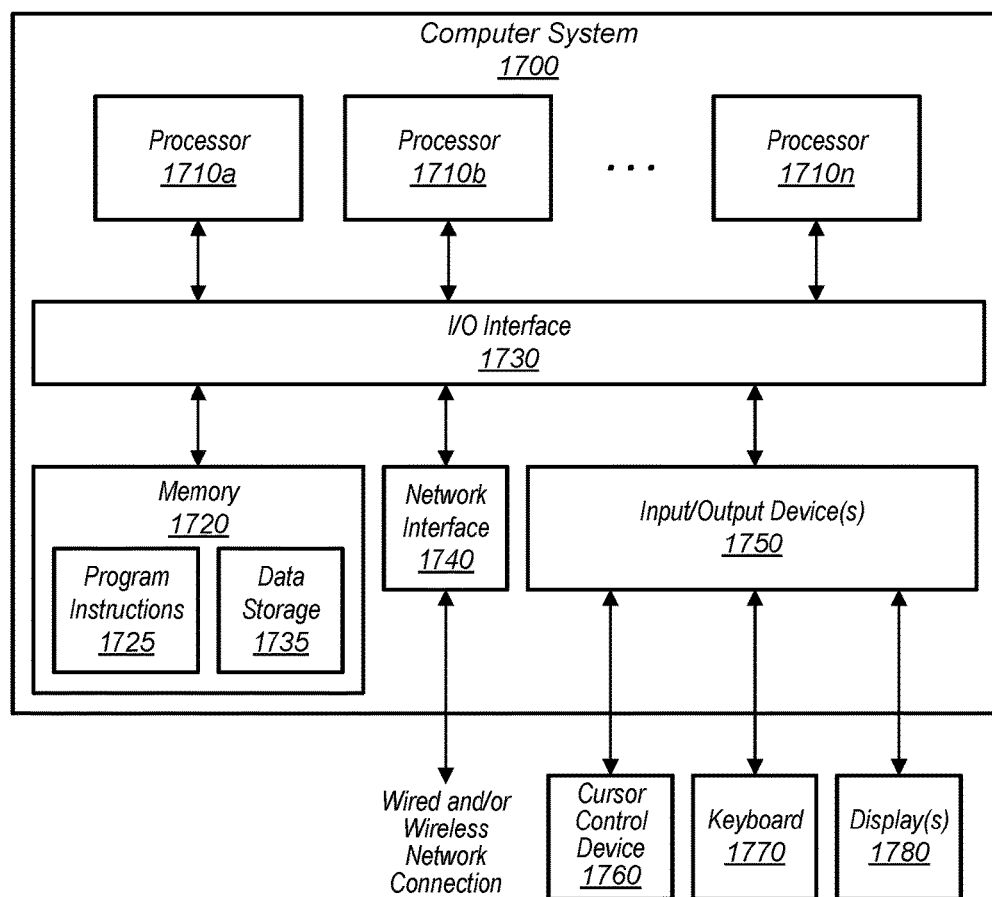 Computer System
1700
Processor
1710a
Processor
1710b
. . .
Processor
1710n
I/O Interface
1730
Memory
1720
Program
Instructions
1725
Data
Storage
1735
Network
Interface
1740
Input/Output Device(s)
1750
Wired and/or
Wireless
Network
Connection
Cursor
Control
Device
1760
Keyboard
1770
Display(s)
1780